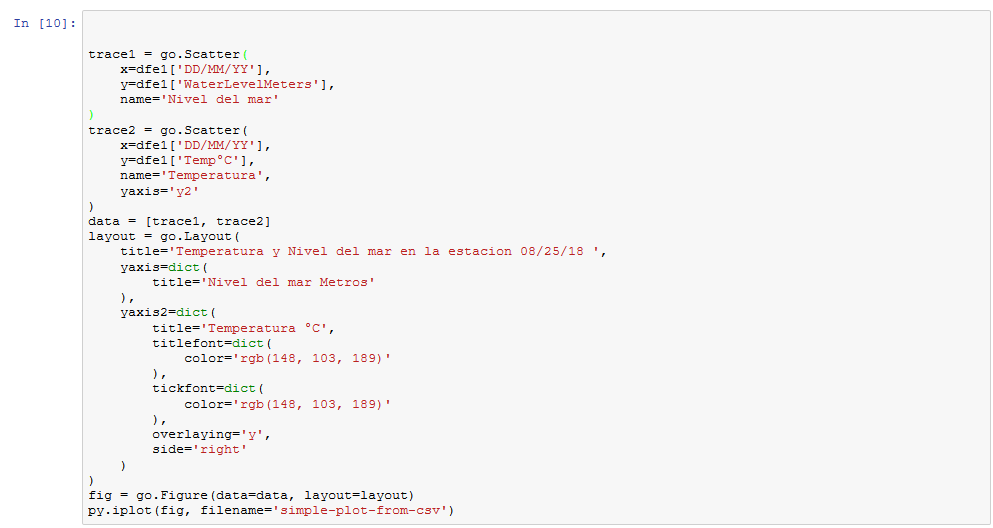 In [10]:
trace1 = go.Scatter(
    x=dfe1['DD/MM/YY'],
    y=dfe1['WaterLevelMeters'],
    name='Nivel del mar'
)
trace2 = go.Scatter(
    x=dfe1['DD/MM/YY'],
    y=dfe1['Temp°C'],
    name='Temperatura',
    yaxis='y2'
)
data = [trace1, trace2]
layout = go.Layout(
    title='Temperatura y Nivel del mar en la estacion 08/25/18 ',
    yaxis=dict(
        title='Nivel del mar Metros'
    ),
    yaxis2=dict(
        title='Temperatura °C',
        titlefont=dict(
            color='rgb(148, 103, 189)'
        ),
        tickfont=dict(
            color='rgb(148, 103, 189)'
        ),
        overlaying='y',
        side='right'
    )
)
fig = go.Figure(data=data, layout=layout)
py.iplot(fig, filename='simple-plot-from-csv')